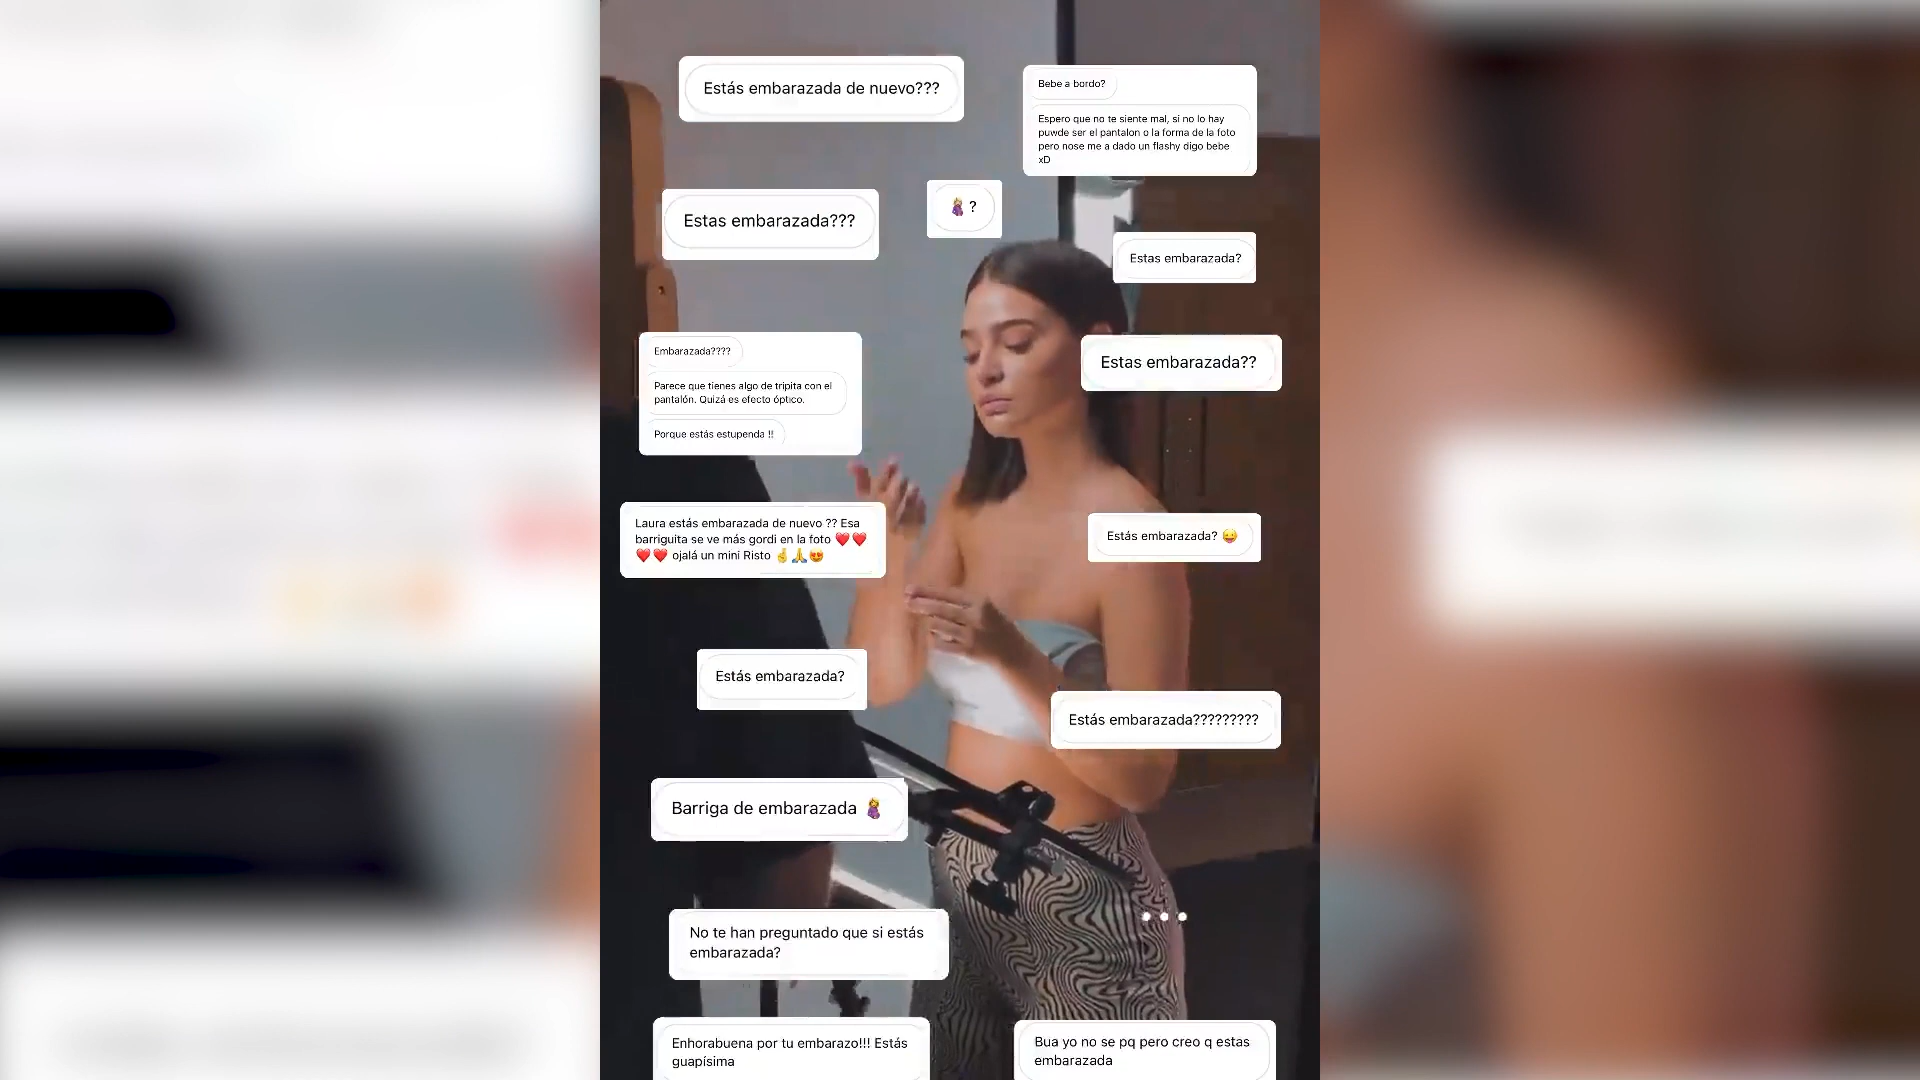 Estás embarazada de nuevo???
Bebe a bordo?
Espero que no te siente mal, si no lo hay
puwde ser el pantalon o la forma de la foto
pero nose me a dado un flashy digo bebe
xD
Estas embarazada???
🤰?
Estas embarazada?
Embarazada????
Parece que tienes algo de tripita con el
pantalón. Quizá es efecto óptico.
Porque estás estupenda !!
Estas embarazada??
Laura estás embarazada de nuevo ?? Esa
barriguita se ve más gordi en la foto ❤️❤️
❤️❤️ ojalá un mini Risto 🤞🙏😍
Estás embarazada? 😜
Estás embarazada?
Estás embarazada?????????
Barriga de embarazada 🤰
No te han preguntado que si estás
embarazada?
Enhorabuena por tu embarazo!!! Estás
guapísima
Bua yo no se pq pero creo q estas
embarazada